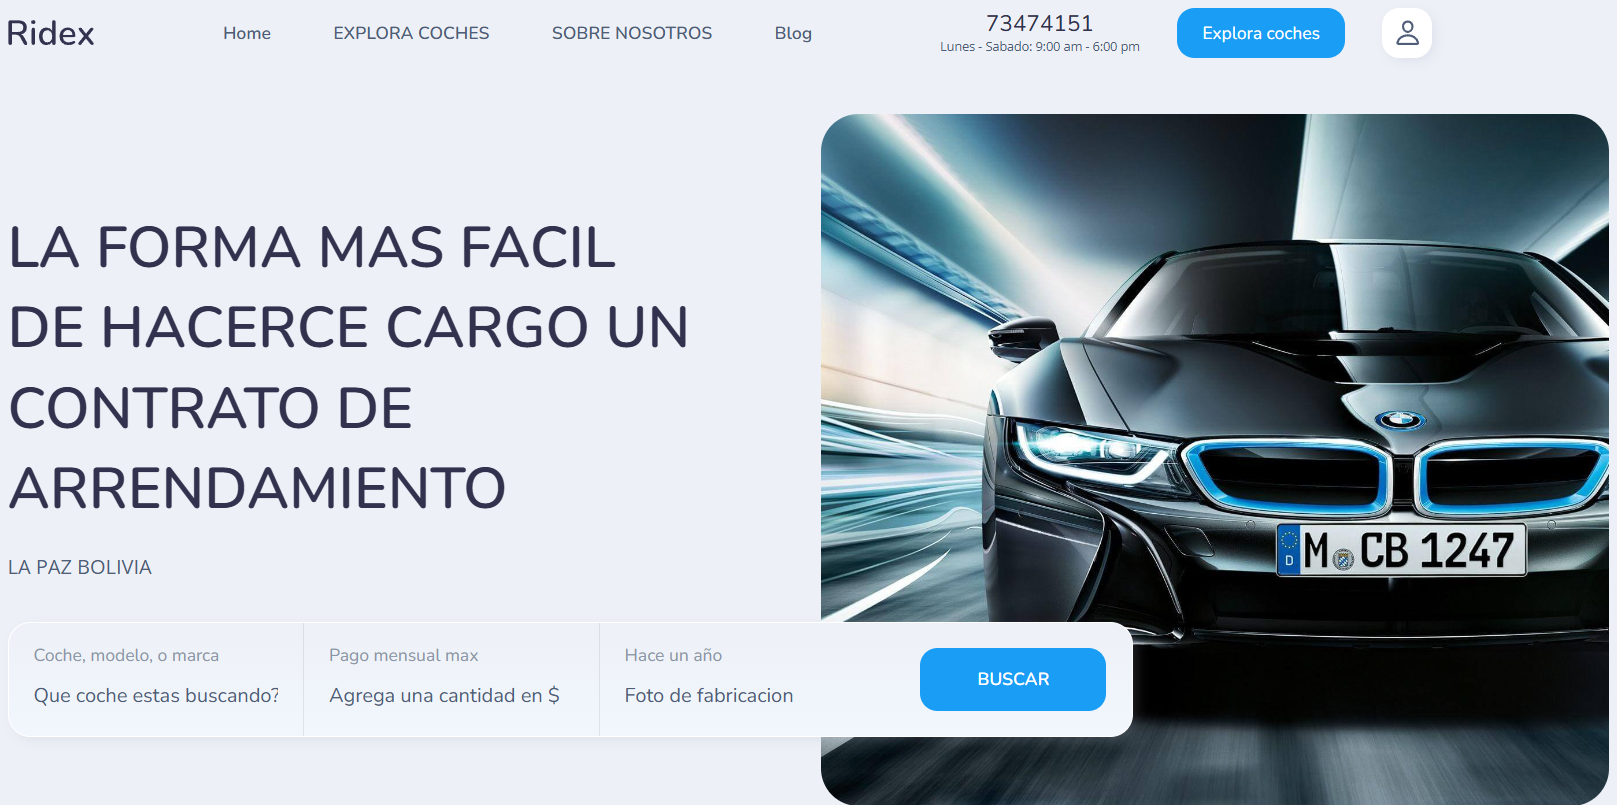 Ridex
Home
EXPLORA COCHES
SOBRE NOSOTROS
Blog
73474151
Lunes - Sabado: 9:00 am - 6:00 pm
Explora coches
LA FORMA MAS FACIL
DE HACERCE CARGO UN
CONTRATO DE
ARRENDAMIENTO
LA PAZ BOLIVIA
Coche, modelo, o marca
Que coche estas buscando?
Pago mensual max
Agrega una cantidad en $
Hace un año
Foto de fabricacion
BUSCAR
D M CB 1247